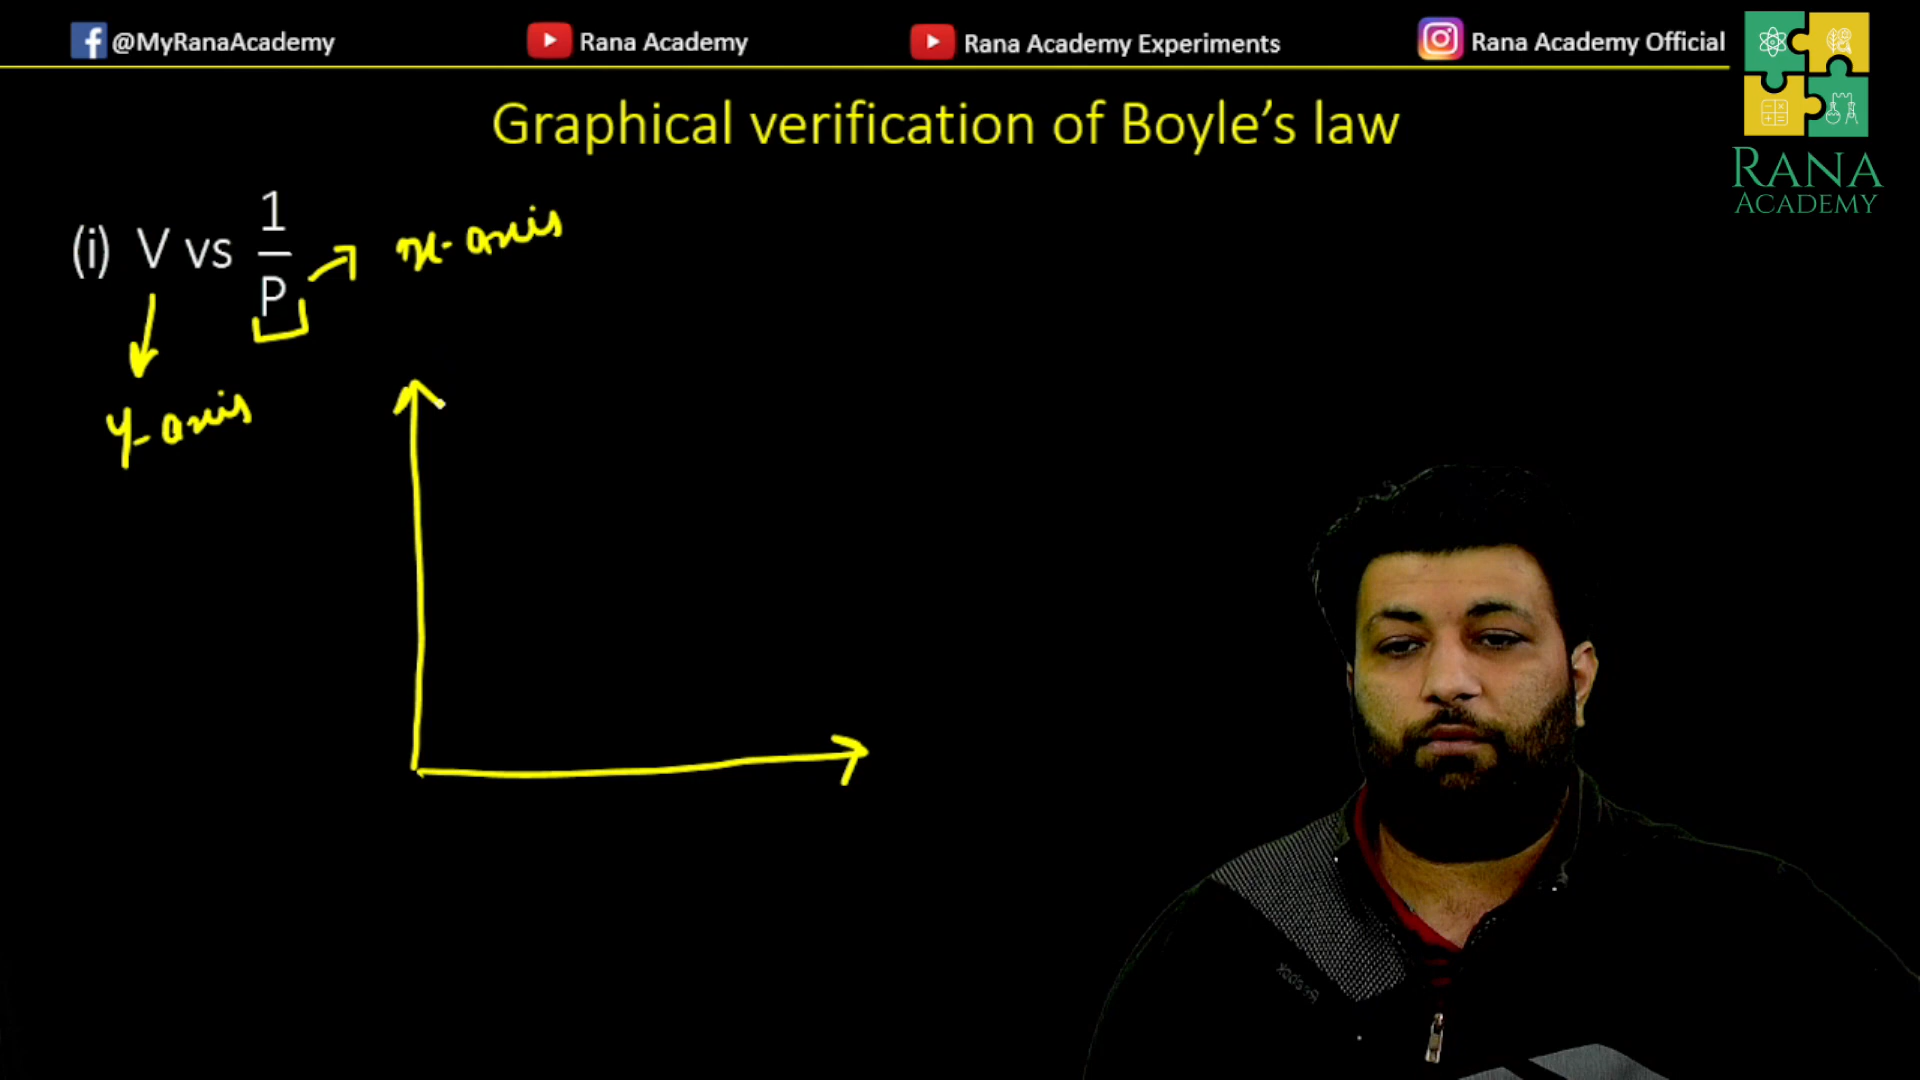 @MyRanaAcademy
Rana Academy
Rana Academy Experiments
Rana Academy Official
RANA
ACADEMY
Graphical verification of Boyle’s law
(i) V vs 1/P
x-axis
y-axis
Reebok